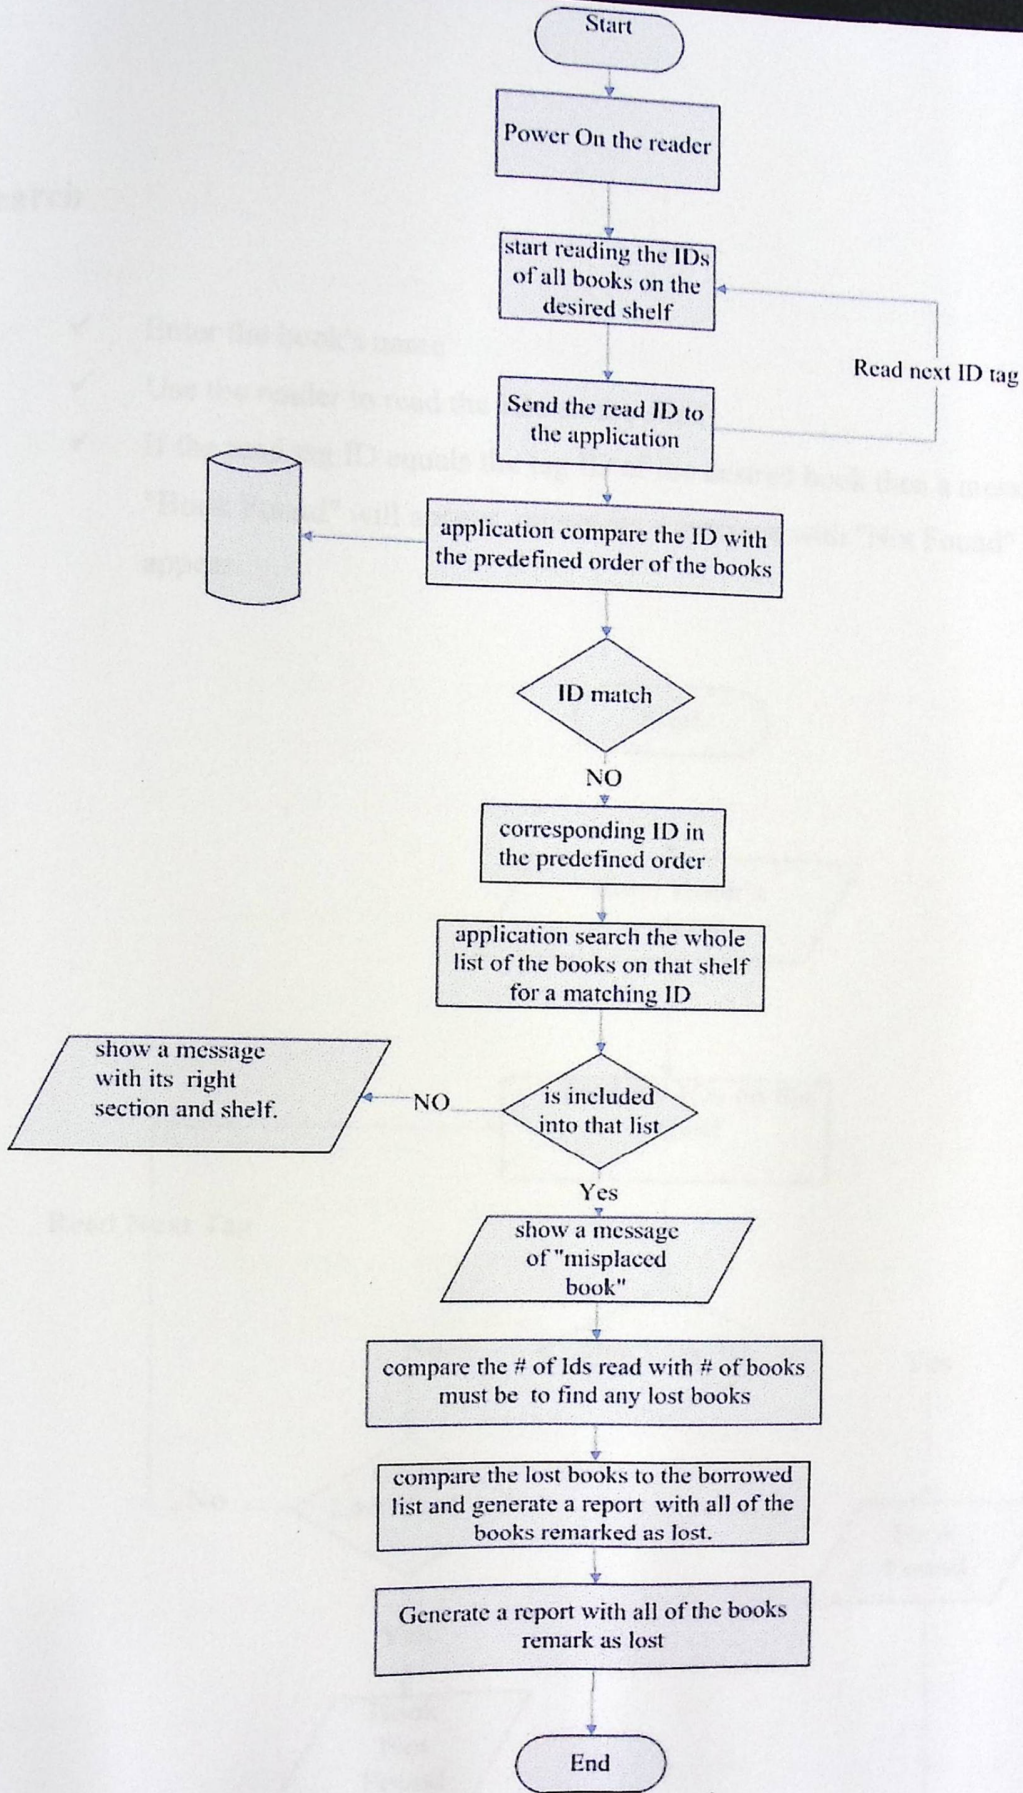 Start
Power On the reader
start reading the IDs
of all books on the
desired shelf
Read next ID tag
Send the read ID to
the application
application compare the ID with
the predefined order of the books
ID match
NO
corresponding ID in
the predefined order
application search the whole
list of the books on that shelf
for a matching ID
is included
into that list
NO
show a message
with its right
section and shelf.
Yes
show a message
of "misplaced
book"
compare the # of Ids read with # of books
must be to find any lost books
compare the lost books to the borrowed
list and generate a report with all of the
books remarked as lost.
Generate a report with all of the books
remark as lost
End